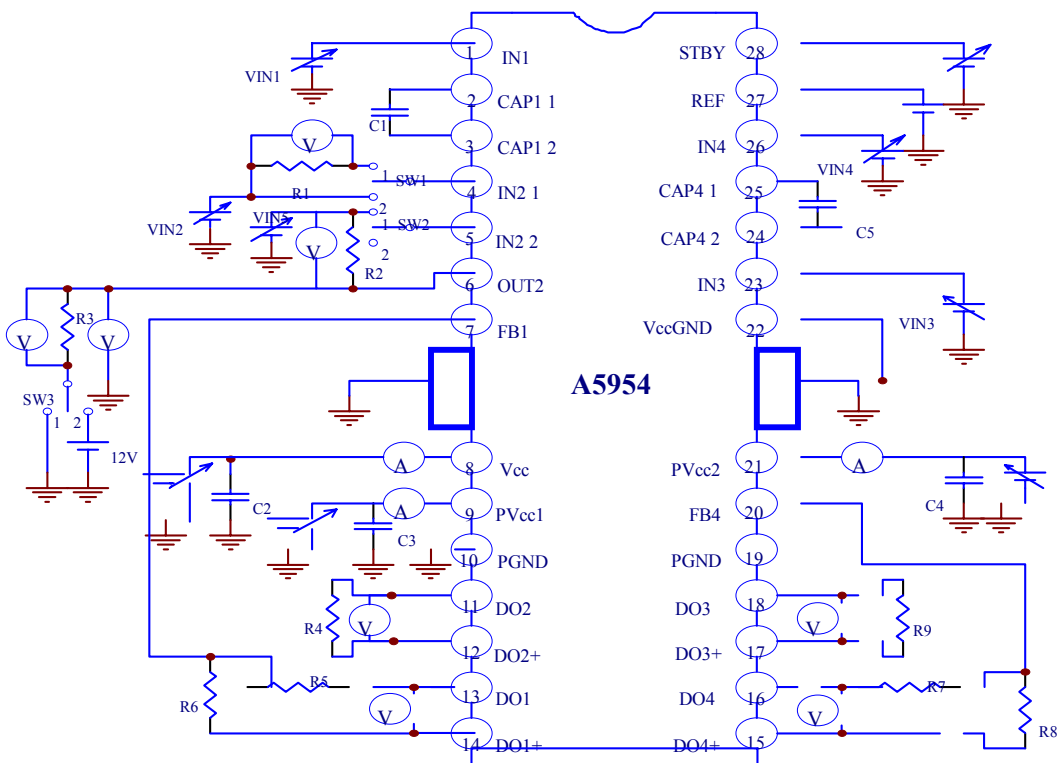 1 IN1
VIN1
2 CAP1 1
C1
3 CAP1 2
V
R1
1
SW1
4 IN2 1
VIN2
VIN5
2
1
SW2
5 IN2 2
V
2
R2
6 OUT2
V
R3
V
7 FB1
SW3
1
2
12V
A
8 Vcc
C2
A
9 PVcc1
C3
10 PGND
11 DO2
R4
V
12 DO2+
R5
13 DO1
R6
V
14 DO1+
A5954
STBY 28
REF 27
IN4 26
VIN4
CAP4 1 25
CAP4 2 24
C5
IN3 23
VIN3
VccGND 22
PVcc2 21
A
C4
FB4 20
PGND 19
DO3 18
V
R9
DO3+ 17
DO4 16
R7
V
R8
DO4+ 15